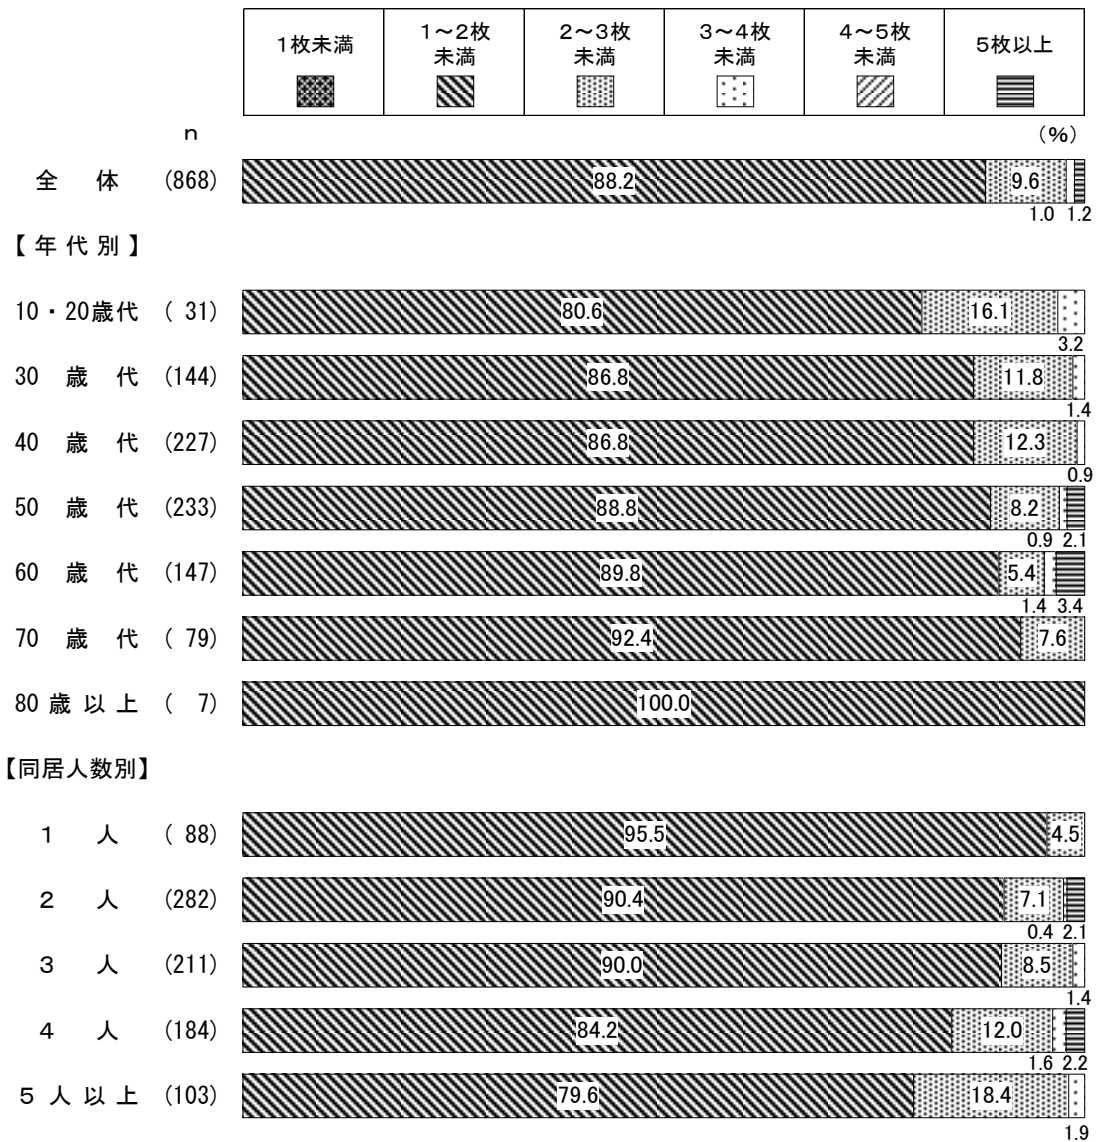 1枚未満
1～2枚未満
2～3枚未満
3～4枚未満
4～5枚未満
5枚以上
n
（%）
全 体 (868) 88.2 9.6
1.0 1.2
【年代別】
10・20歳代 ( 31) 80.6 16.1
3.2
30 歳 代 (144) 86.8 11.8
1.4
40 歳 代 (227) 86.8 12.3
0.9
50 歳 代 (233) 88.8 8.2
0.9 2.1
60 歳 代 (147) 89.8 5.4
1.4 3.4
70 歳 代 ( 79) 92.4 7.6
80 歳 以 上 ( 7) 100.0
【同居人数別】
1 人 ( 88) 95.5 4.5
2 人 (282) 90.4 7.1
0.4 2.1
3 人 (211) 90.0 8.5
1.4
4 人 (184) 84.2 12.0
1.6 2.2
5 人 以 上 (103) 79.6 18.4
1.9